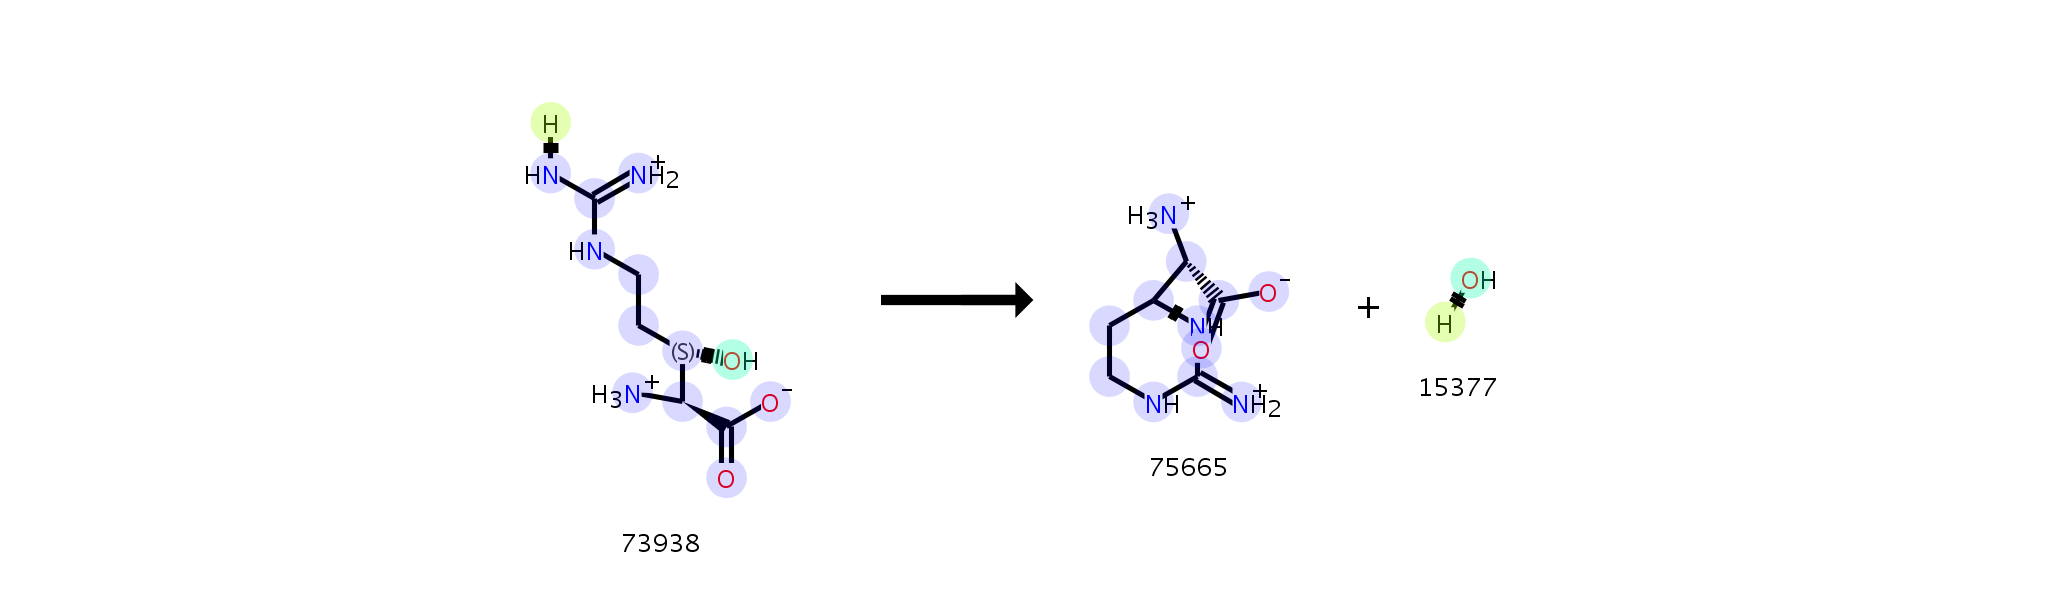 H
HN
NH2+
HN
(S)
OH
H3N+
O-
O
73938
H3N+
O-
NH
O
NH
NH2+
75665
+
OH
H
15377